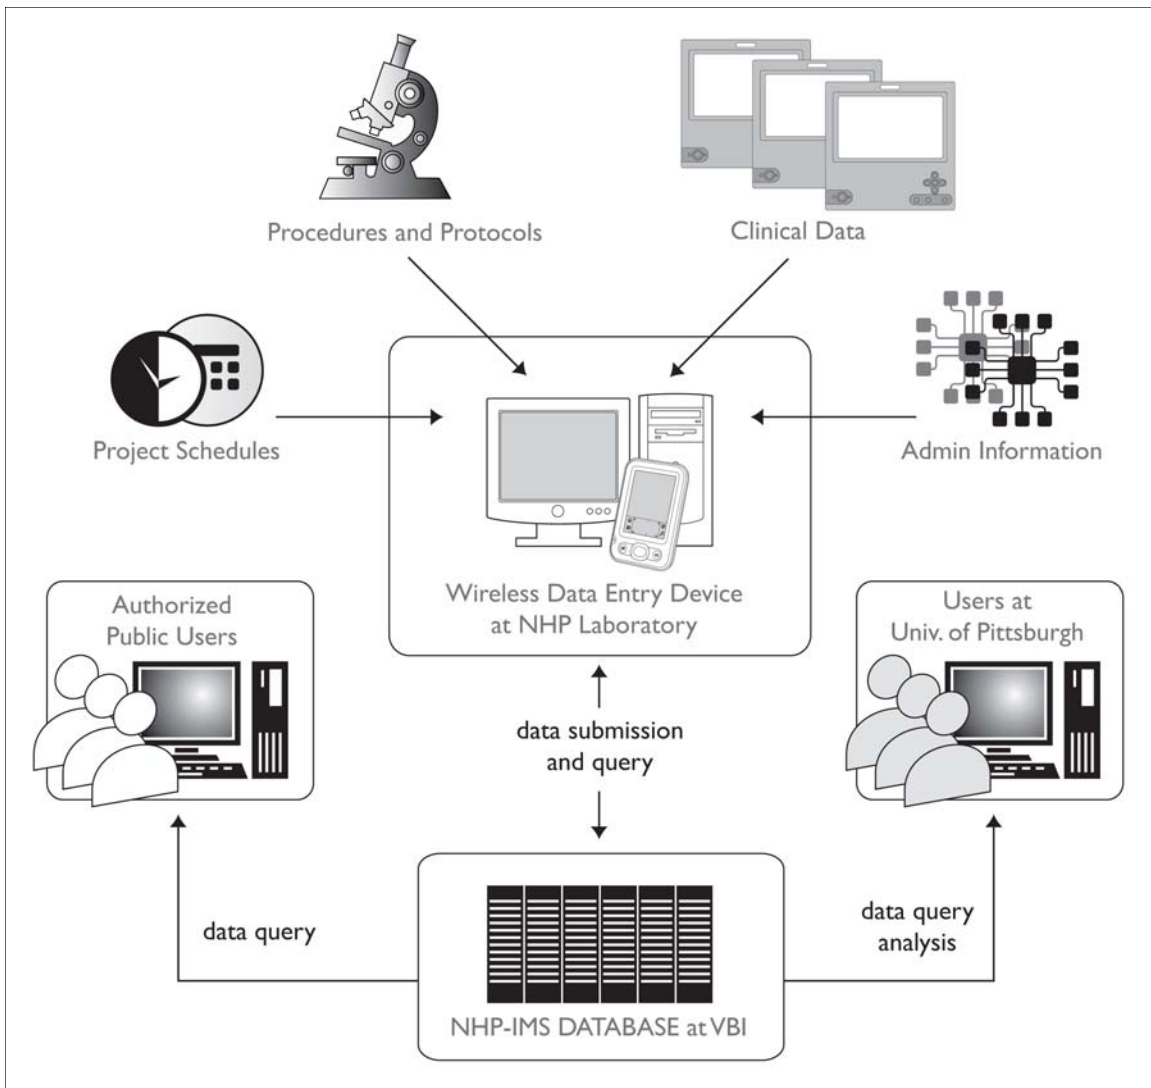 Procedures and Protocols
Clinical Data
Project Schedules
Admin Information
Wireless Data Entry Device
at NHP Laboratory
Authorized
Public Users
Users at
Univ. of Pittsburgh
data submission
and query
data query
data query
analysis
NHP-IMS DATABASE at VBI